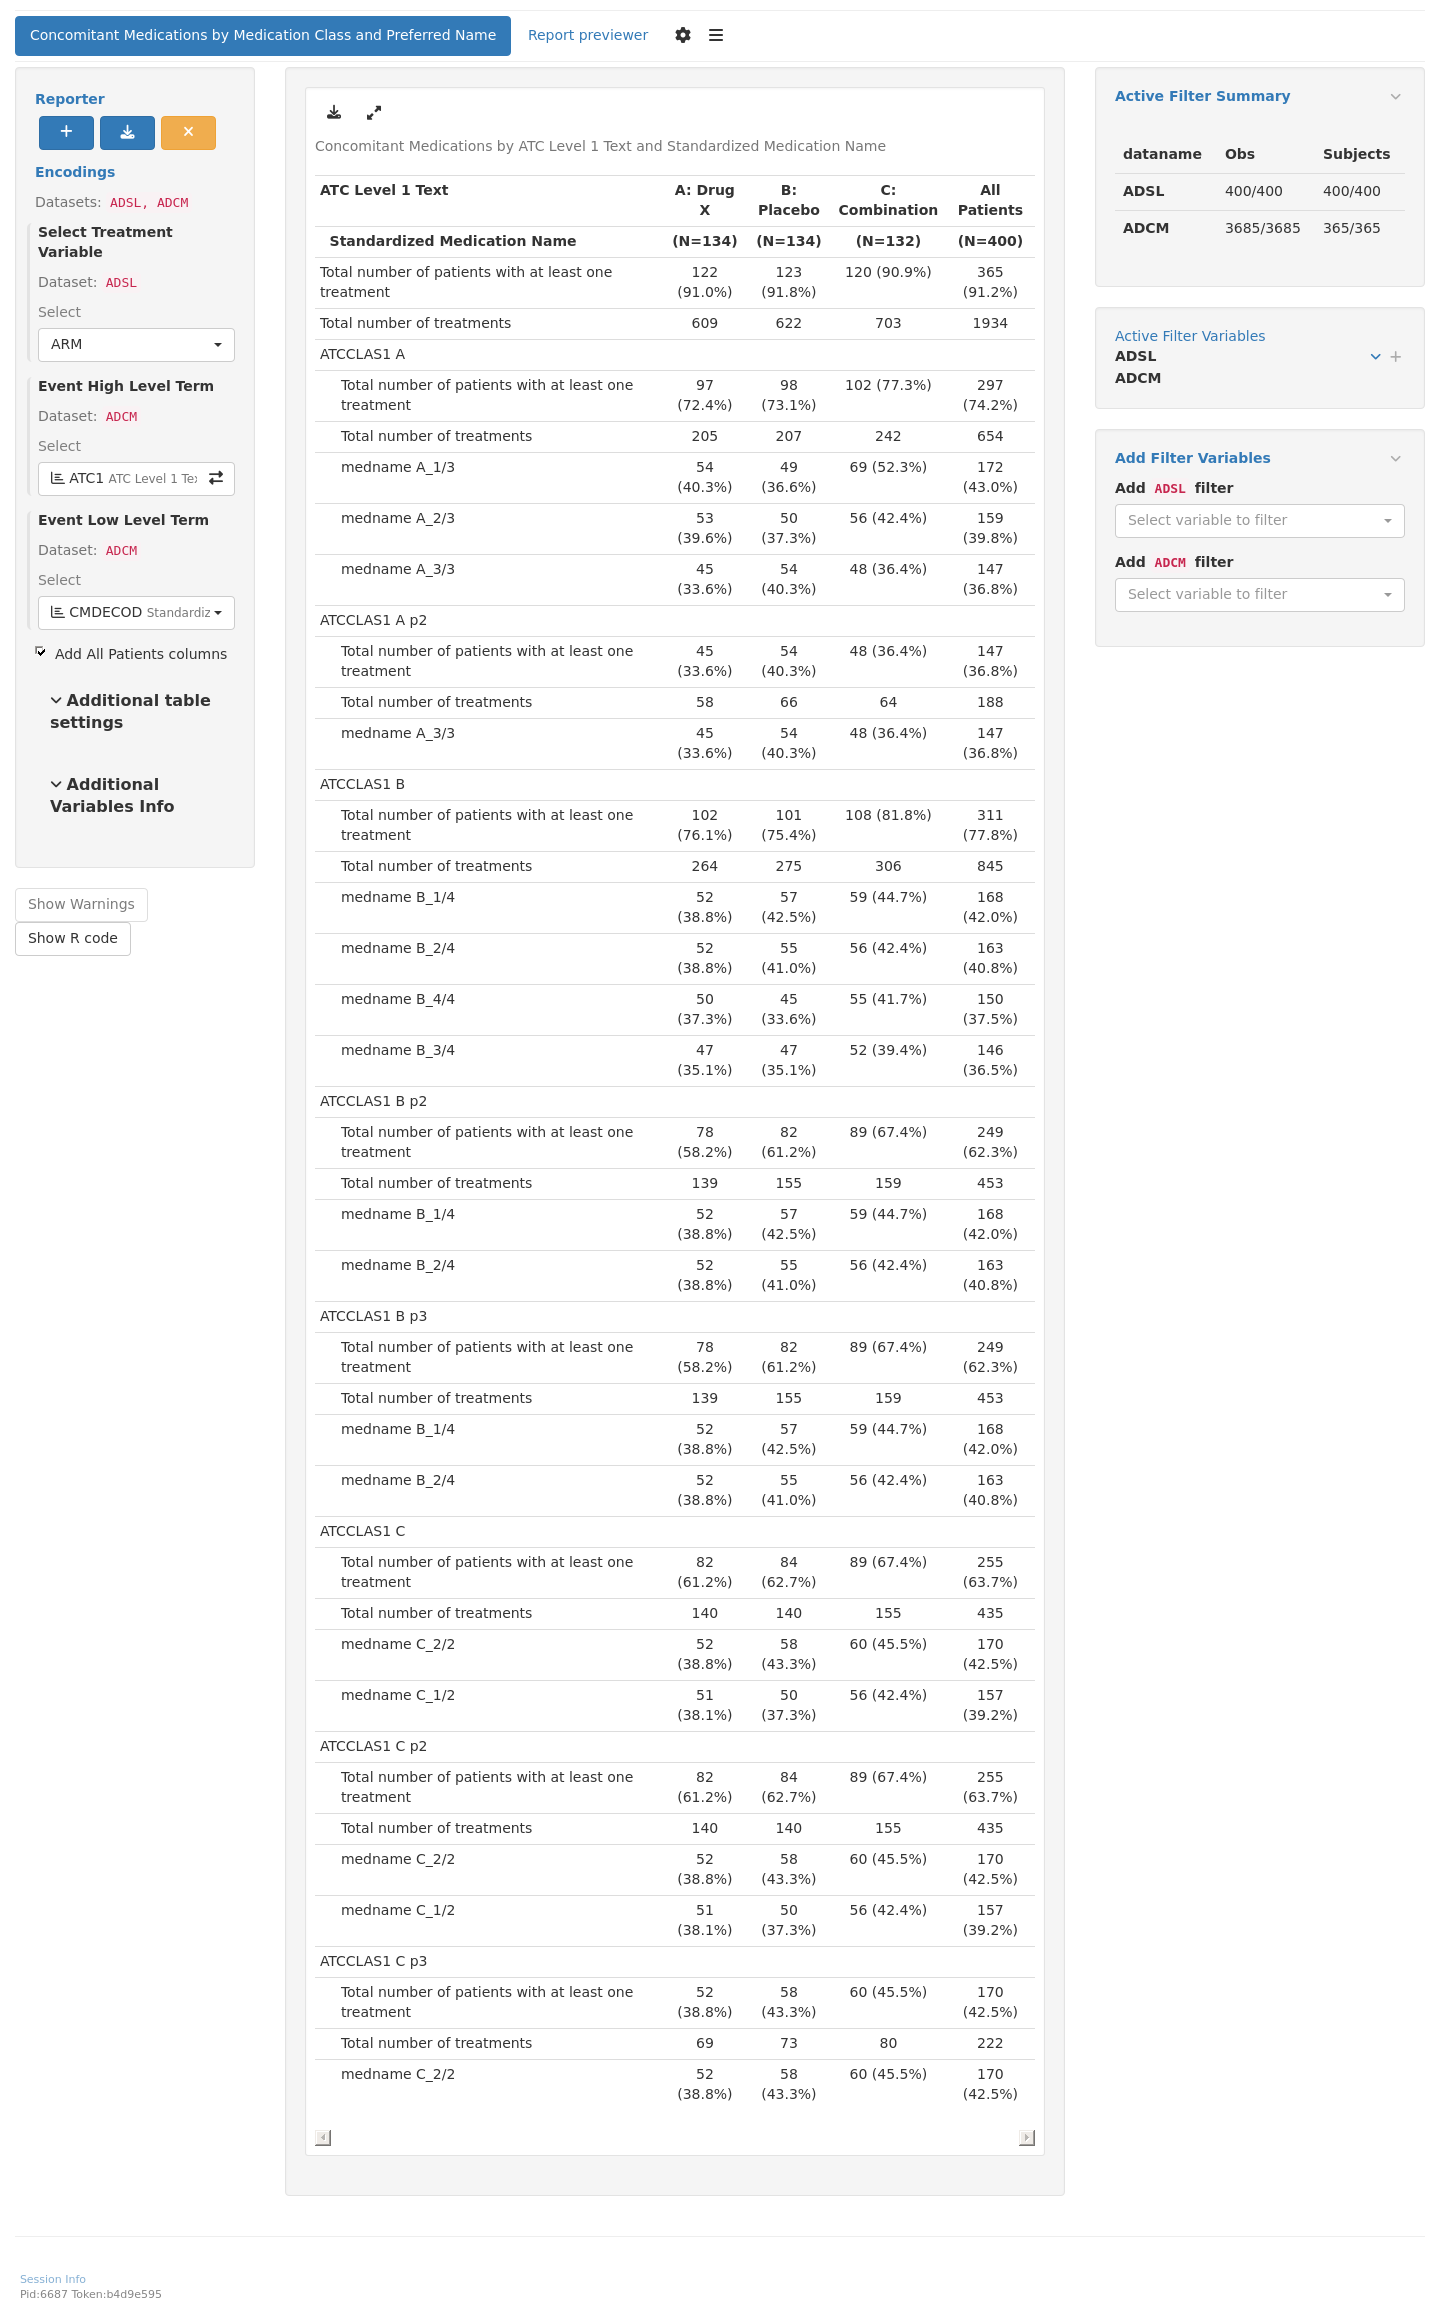 Concomitant Medications by Medication Class and Preferred Name
Report previewer
Reporter
Encodings
Datasets: ADSL, ADCM
Select Treatment
Variable
Dataset: ADSL
Select
ARM
Event High Level Term
Dataset: ADCM
Select
ATC1 ATC Level 1 Tex
Event Low Level Term
Dataset: ADCM
Select
CMDECOD Standardiz
Add All Patients columns
Additional table
settings
Additional
Variables Info
Show Warnings
Show R code
Concomitant Medications by ATC Level 1 Text and Standardized Medication Name
ATC Level 1 Text A: Drug B: C: All
X Placebo Combination Patients
Standardized Medication Name (N=134) (N=134) (N=132) (N=400)
Total number of patients with at least one 122 123 120 (90.9%) 365
treatment (91.0%) (91.8%) (91.2%)
Total number of treatments 609 622 703 1934
ATCCLAS1 A
Total number of patients with at least one 97 98 102 (77.3%) 297
treatment (72.4%) (73.1%) (74.2%)
Total number of treatments 205 207 242 654
medname A_1/3 54 49 69 (52.3%) 172
(40.3%) (36.6%) (43.0%)
medname A_2/3 53 50 56 (42.4%) 159
(39.6%) (37.3%) (39.8%)
medname A_3/3 45 54 48 (36.4%) 147
(33.6%) (40.3%) (36.8%)
ATCCLAS1 A p2
Total number of patients with at least one 45 54 48 (36.4%) 147
treatment (33.6%) (40.3%) (36.8%)
Total number of treatments 58 66 64 188
medname A_3/3 45 54 48 (36.4%) 147
(33.6%) (40.3%) (36.8%)
ATCCLAS1 B
Total number of patients with at least one 102 101 108 (81.8%) 311
treatment (76.1%) (75.4%) (77.8%)
Total number of treatments 264 275 306 845
medname B_1/4 52 57 59 (44.7%) 168
(38.8%) (42.5%) (42.0%)
medname B_2/4 52 55 56 (42.4%) 163
(38.8%) (41.0%) (40.8%)
medname B_4/4 50 45 55 (41.7%) 150
(37.3%) (33.6%) (37.5%)
medname B_3/4 47 47 52 (39.4%) 146
(35.1%) (35.1%) (36.5%)
ATCCLAS1 B p2
Total number of patients with at least one 78 82 89 (67.4%) 249
treatment (58.2%) (61.2%) (62.3%)
Total number of treatments 139 155 159 453
medname B_1/4 52 57 59 (44.7%) 168
(38.8%) (42.5%) (42.0%)
medname B_2/4 52 55 56 (42.4%) 163
(38.8%) (41.0%) (40.8%)
ATCCLAS1 B p3
Total number of patients with at least one 78 82 89 (67.4%) 249
treatment (58.2%) (61.2%) (62.3%)
Total number of treatments 139 155 159 453
medname B_1/4 52 57 59 (44.7%) 168
(38.8%) (42.5%) (42.0%)
medname B_2/4 52 55 56 (42.4%) 163
(38.8%) (41.0%) (40.8%)
ATCCLAS1 C
Total number of patients with at least one 82 84 89 (67.4%) 255
treatment (61.2%) (62.7%) (63.7%)
Total number of treatments 140 140 155 435
medname C_2/2 52 58 60 (45.5%) 170
(38.8%) (43.3%) (42.5%)
medname C_1/2 51 50 56 (42.4%) 157
(38.1%) (37.3%) (39.2%)
ATCCLAS1 C p2
Total number of patients with at least one 82 84 89 (67.4%) 255
treatment (61.2%) (62.7%) (63.7%)
Total number of treatments 140 140 155 435
medname C_2/2 52 58 60 (45.5%) 170
(38.8%) (43.3%) (42.5%)
medname C_1/2 51 50 56 (42.4%) 157
(38.1%) (37.3%) (39.2%)
ATCCLAS1 C p3
Total number of patients with at least one 52 58 60 (45.5%) 170
treatment (38.8%) (43.3%) (42.5%)
Total number of treatments 69 73 80 222
medname C_2/2 52 58 60 (45.5%) 170
(38.8%) (43.3%) (42.5%)
Active Filter Summary
dataname Obs Subjects
ADSL 400/400 400/400
ADCM 3685/3685 365/365
Active Filter Variables
ADSL
ADCM
Add Filter Variables
Add ADSL filter
Select variable to filter
Add ADCM filter
Select variable to filter
Session Info
Pid:6687 Token:b4d9e595